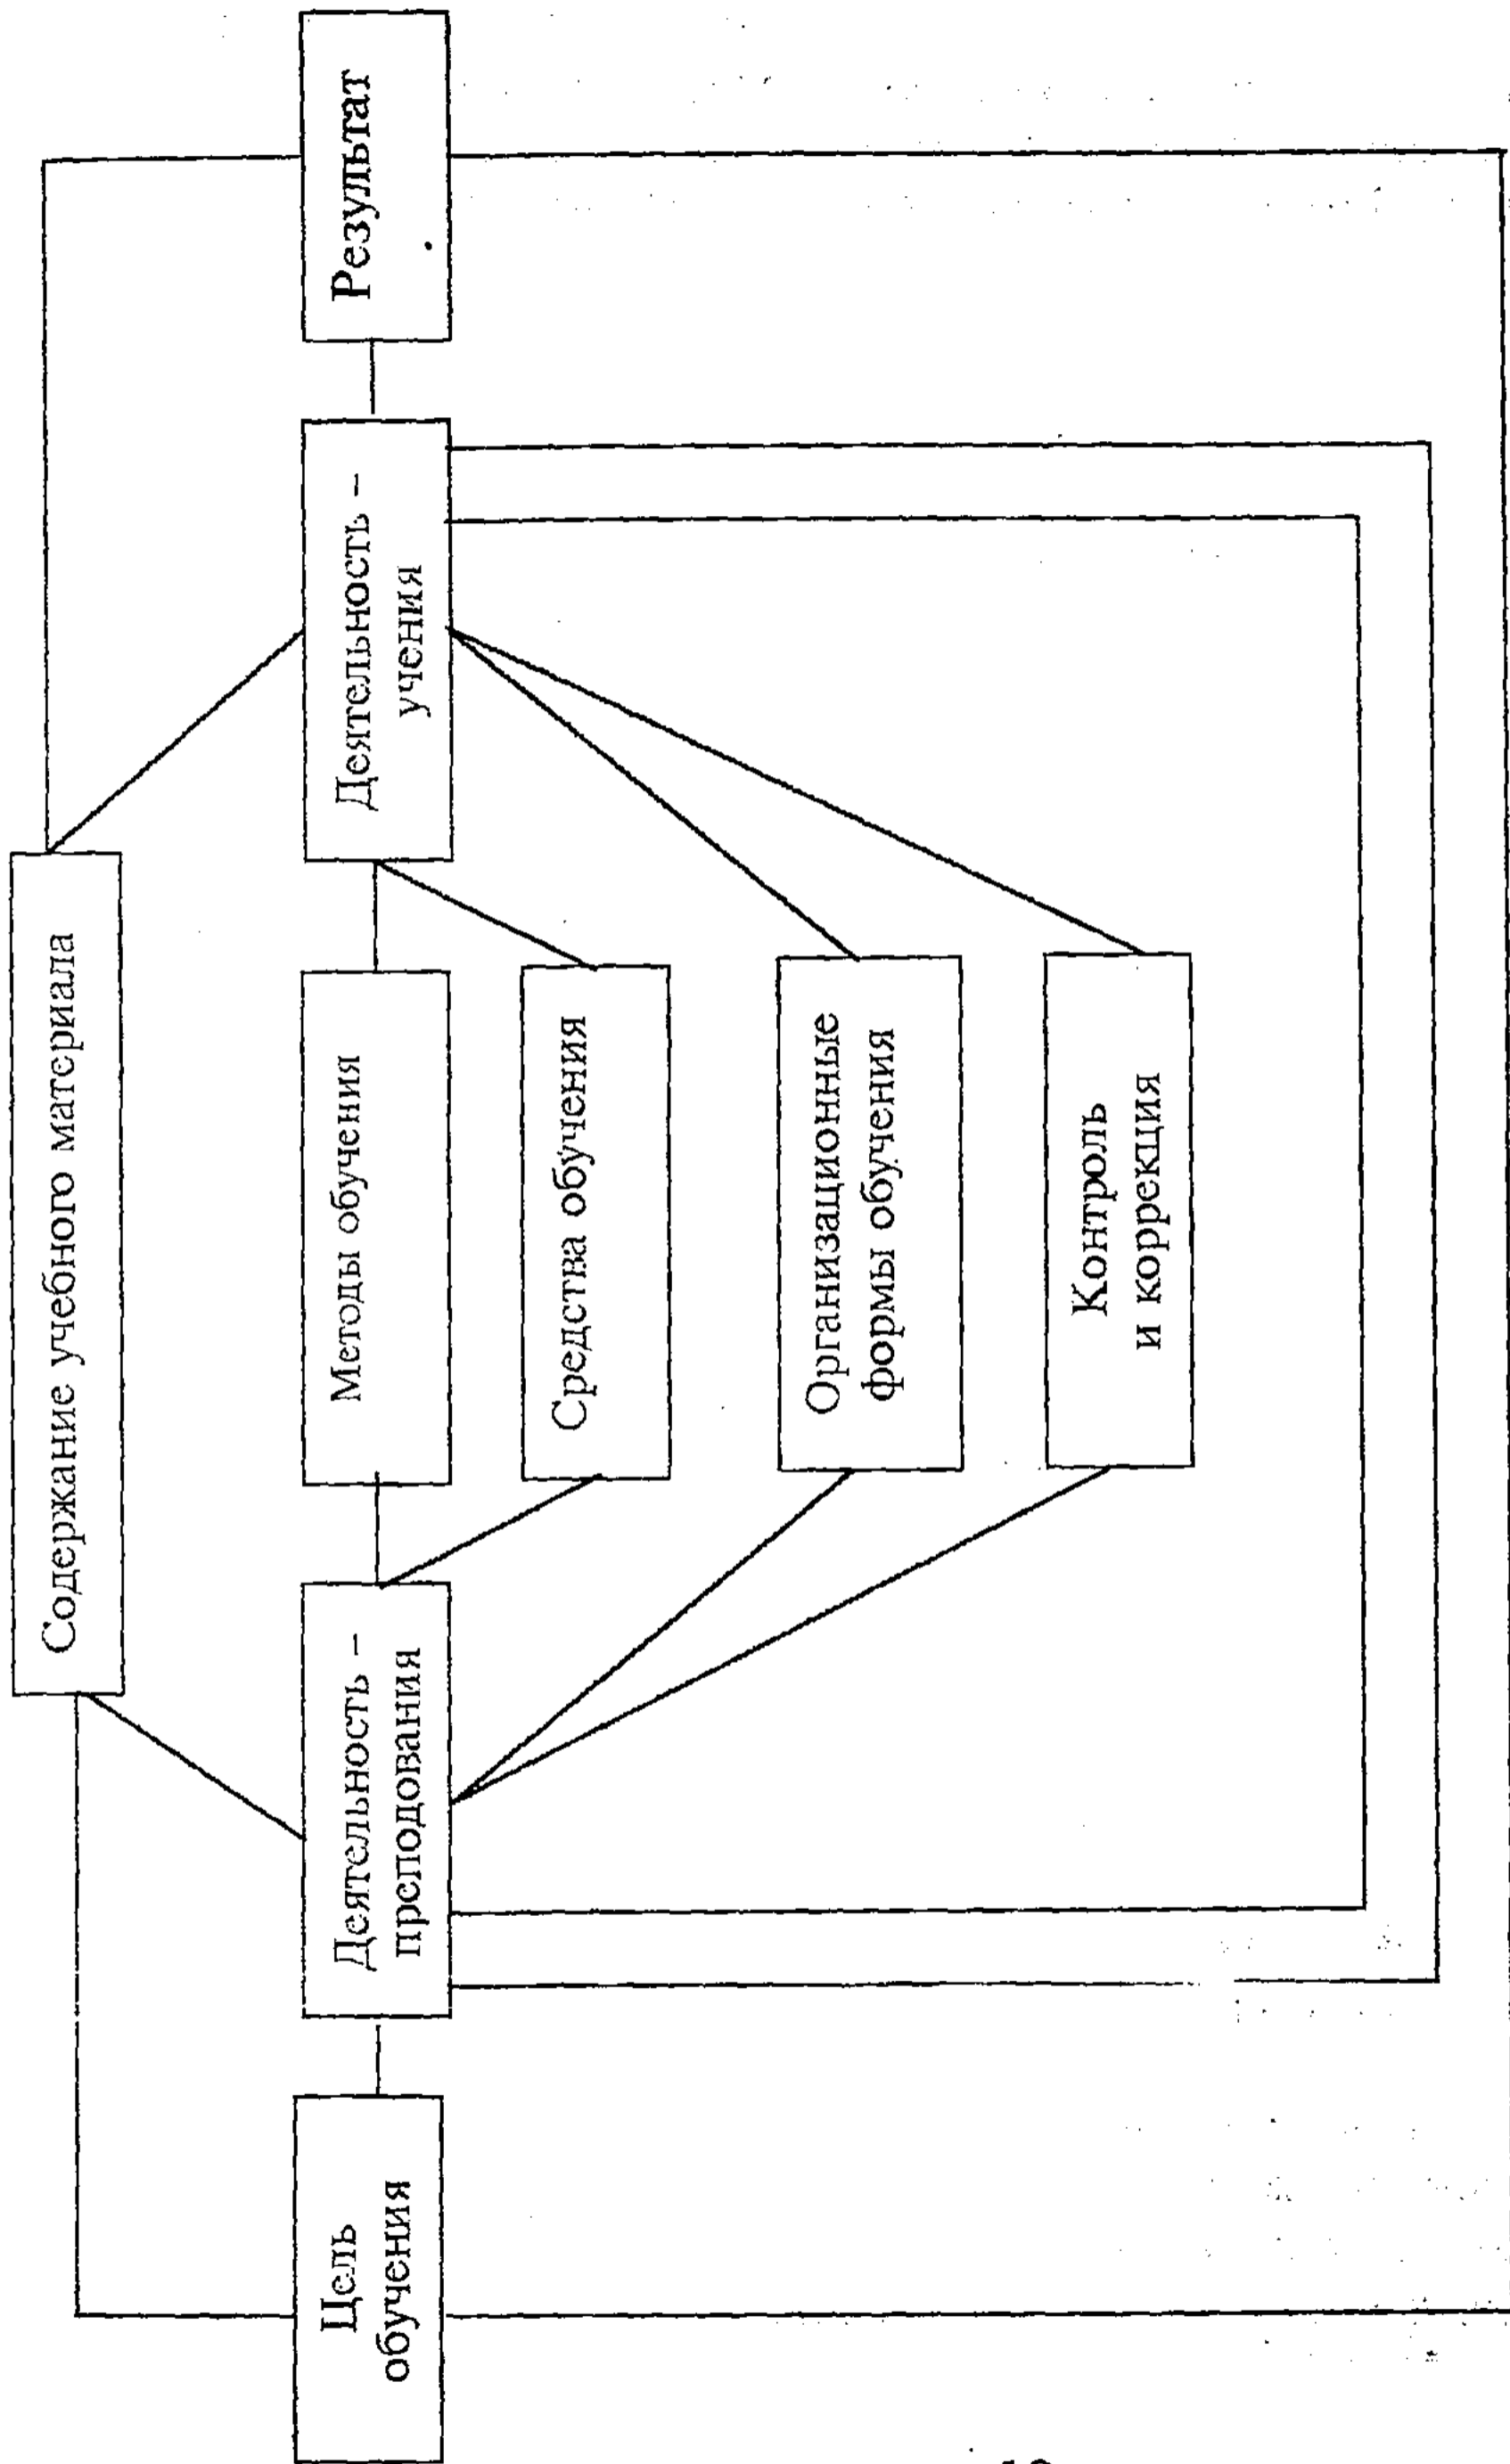 Содержание учебного материала
Цель
обучения
Деятельность –
преподования
Методы обучения
Деятельность –
учения
Результат
Средства обучения
Организационные
формы обучения
Контроль
и коррекция